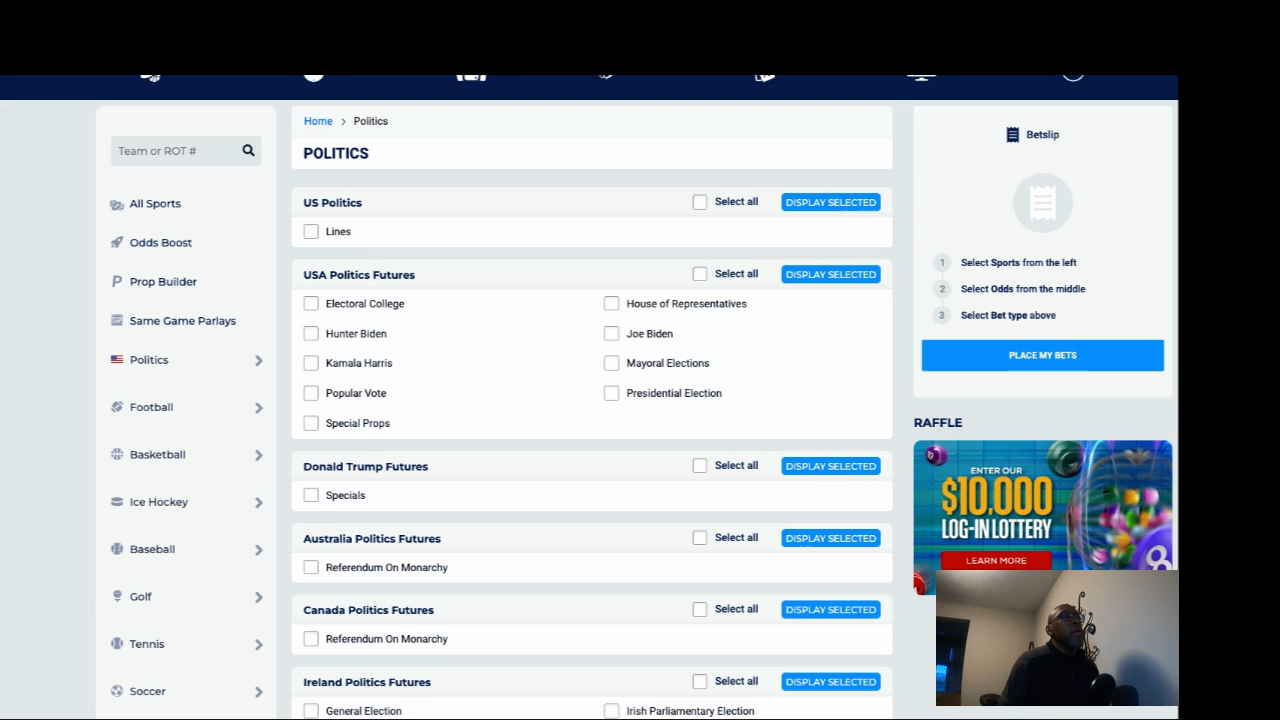 Home > Politics
POLITICS
Team or ROT #
All Sports
Odds Boost
Prop Builder
Same Game Parlays
Politics
Football
Basketball
Ice Hockey
Baseball
Golf
Tennis
Soccer
US Politics
Select all
DISPLAY SELECTED
Lines
USA Politics Futures
Select all
DISPLAY SELECTED
Electoral College
House of Representatives
Hunter Biden
Joe Biden
Kamala Harris
Mayoral Elections
Popular Vote
Presidential Election
Special Props
Donald Trump Futures
Select all
DISPLAY SELECTED
Specials
Australia Politics Futures
Select all
DISPLAY SELECTED
Referendum On Monarchy
Canada Politics Futures
Select all
DISPLAY SELECTED
Referendum On Monarchy
Ireland Politics Futures
Select all
DISPLAY SELECTED
General Election
Irish Parliamentary Election
Betslip
1 Select Sports from the left
2 Select Odds from the middle
3 Select Bet type above
PLACE MY BETS
RAFFLE
ENTER OUR
$10,000
LOG-IN LOTTERY
LEARN MORE
8